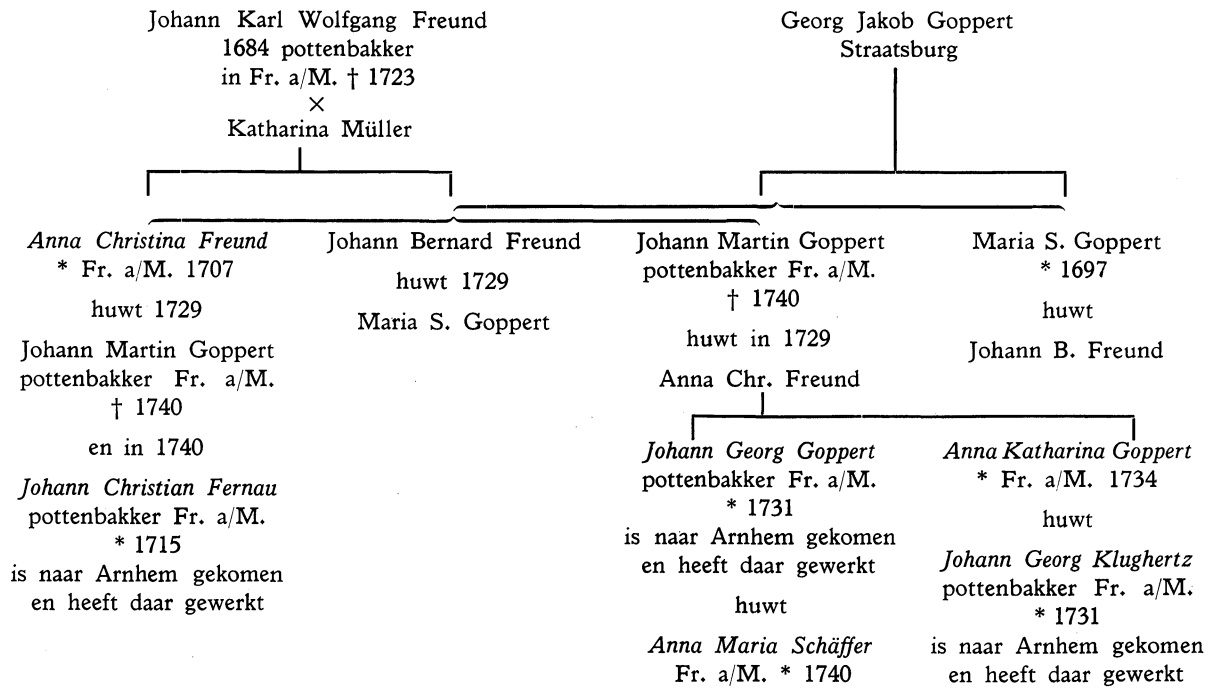 Johann Karl Wolfgang Freund
1684 pottenbakker
in Fr. a/M. † 1723
×
Katharina Müller
Georg Jakob Goppert
Straatsburg
Anna Christina Freund
* Fr. a/M. 1707
huwt 1729
Johann Martin Goppert
pottenbakker Fr. a/M.
† 1740
en in 1740
Johann Christian Fernau
pottenbakker Fr. a/M.
* 1715
is naar Arnhem gekomen
en heeft daar gewerkt
Johann Bernard Freund
huwt 1729
Maria S. Goppert
Johann Martin Goppert
pottenbakker Fr. a/M.
† 1740
huwt in 1729
Anna Chr. Freund
Maria S. Goppert
* 1697
huwt
Johann B. Freund
Johann Georg Goppert
pottenbakker Fr. a/M.
* 1731
is naar Arnhem gekomen
en heeft daar gewerkt
huwt
Anna Maria Schäffer
Fr. a/M. * 1740
Anna Katharina Goppert
* Fr. a/M. 1734
huwt
Johann Georg Klughertz
pottenbakker Fr. a/M.
* 1731
is naar Arnhem gekomen
en heeft daar gewerkt